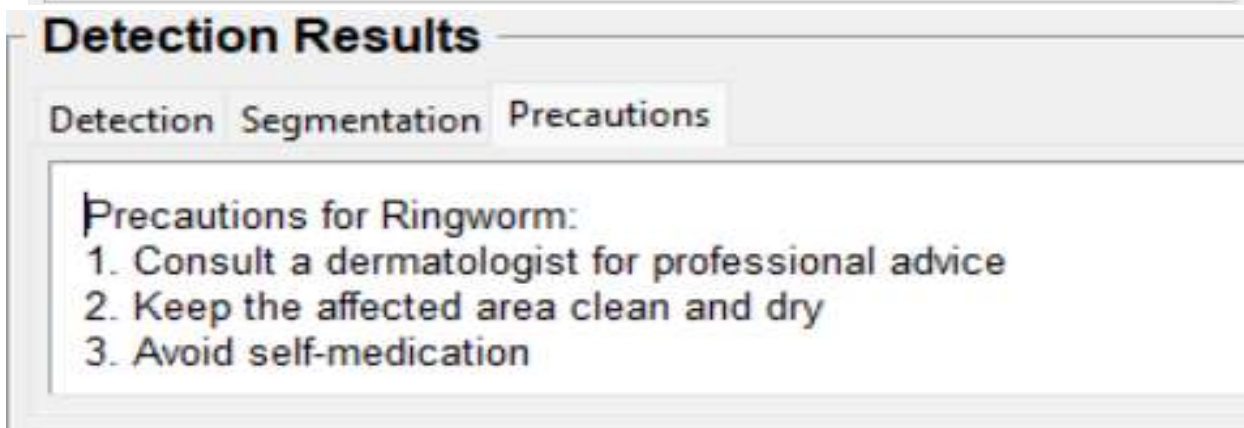 Detection Results
Detection Segmentation Precautions
Precautions for Ringworm:
1. Consult a dermatologist for professional advice
2. Keep the affected area clean and dry
3. Avoid self-medication